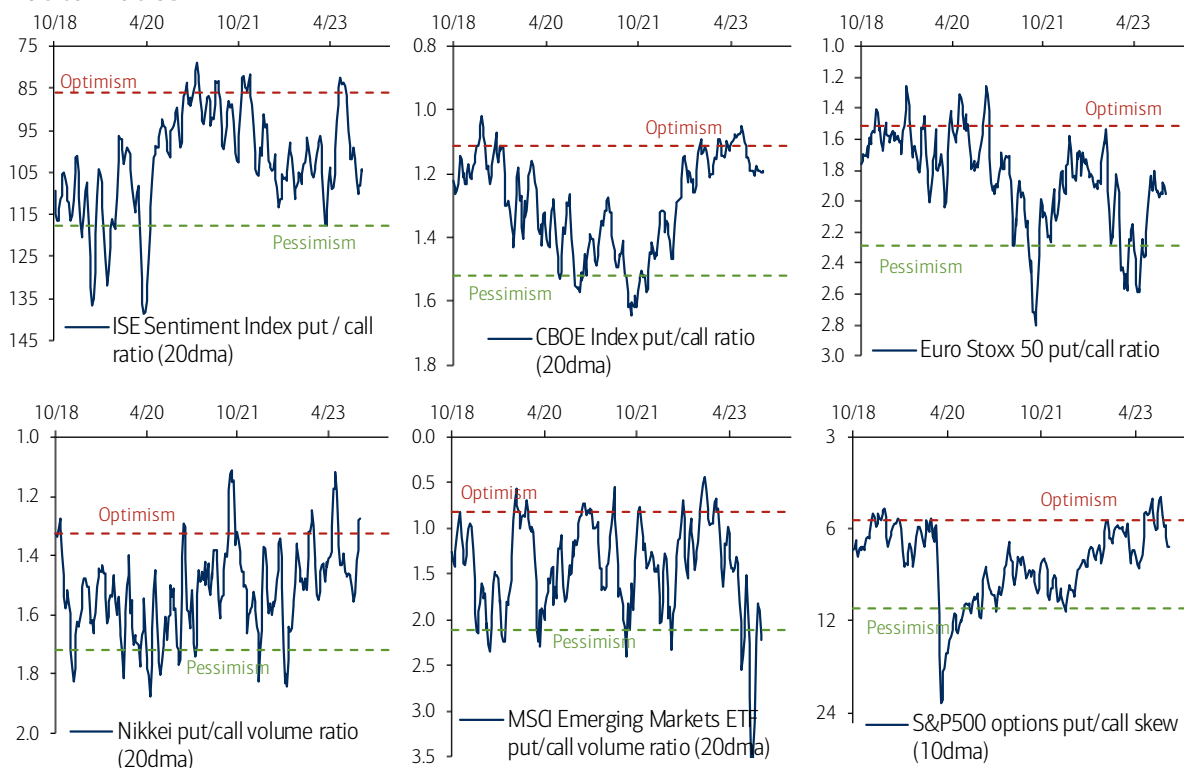 10/18 4/20 10/21 4/23
75
85
95
105
115
125
135
145
Optimism
Pessimism
ISE Sentiment Index put / call
ratio (20dma)
10/18 4/20 10/21 4/23
0.8
1.0
1.2
1.4
1.6
1.8
Optimism
Pessimism
CBOE Index put/call ratio
(20dma)
10/18 4/20 10/21 4/23
1.0
1.2
1.4
1.6
1.8
2.0
2.2
2.4
2.6
2.8
3.0
Optimism
Pessimism
Euro Stoxx 50 put/call ratio
10/18 4/20 10/21 4/23
1.0
1.2
1.4
1.6
1.8
2.0
Optimism
Pessimism
Nikkei put/call volume ratio
(20dma)
10/18 4/20 10/21 4/23
0.0
0.5
1.0
1.5
2.0
2.5
3.0
3.5
Optimism
Pessimism
MSCI Emerging Markets ETF
put/call volume ratio (20dma)
10/18 4/20 10/21 4/23
3
6
12
24
Optimism
Pessimism
S&P500 options put/call skew
(10dma)